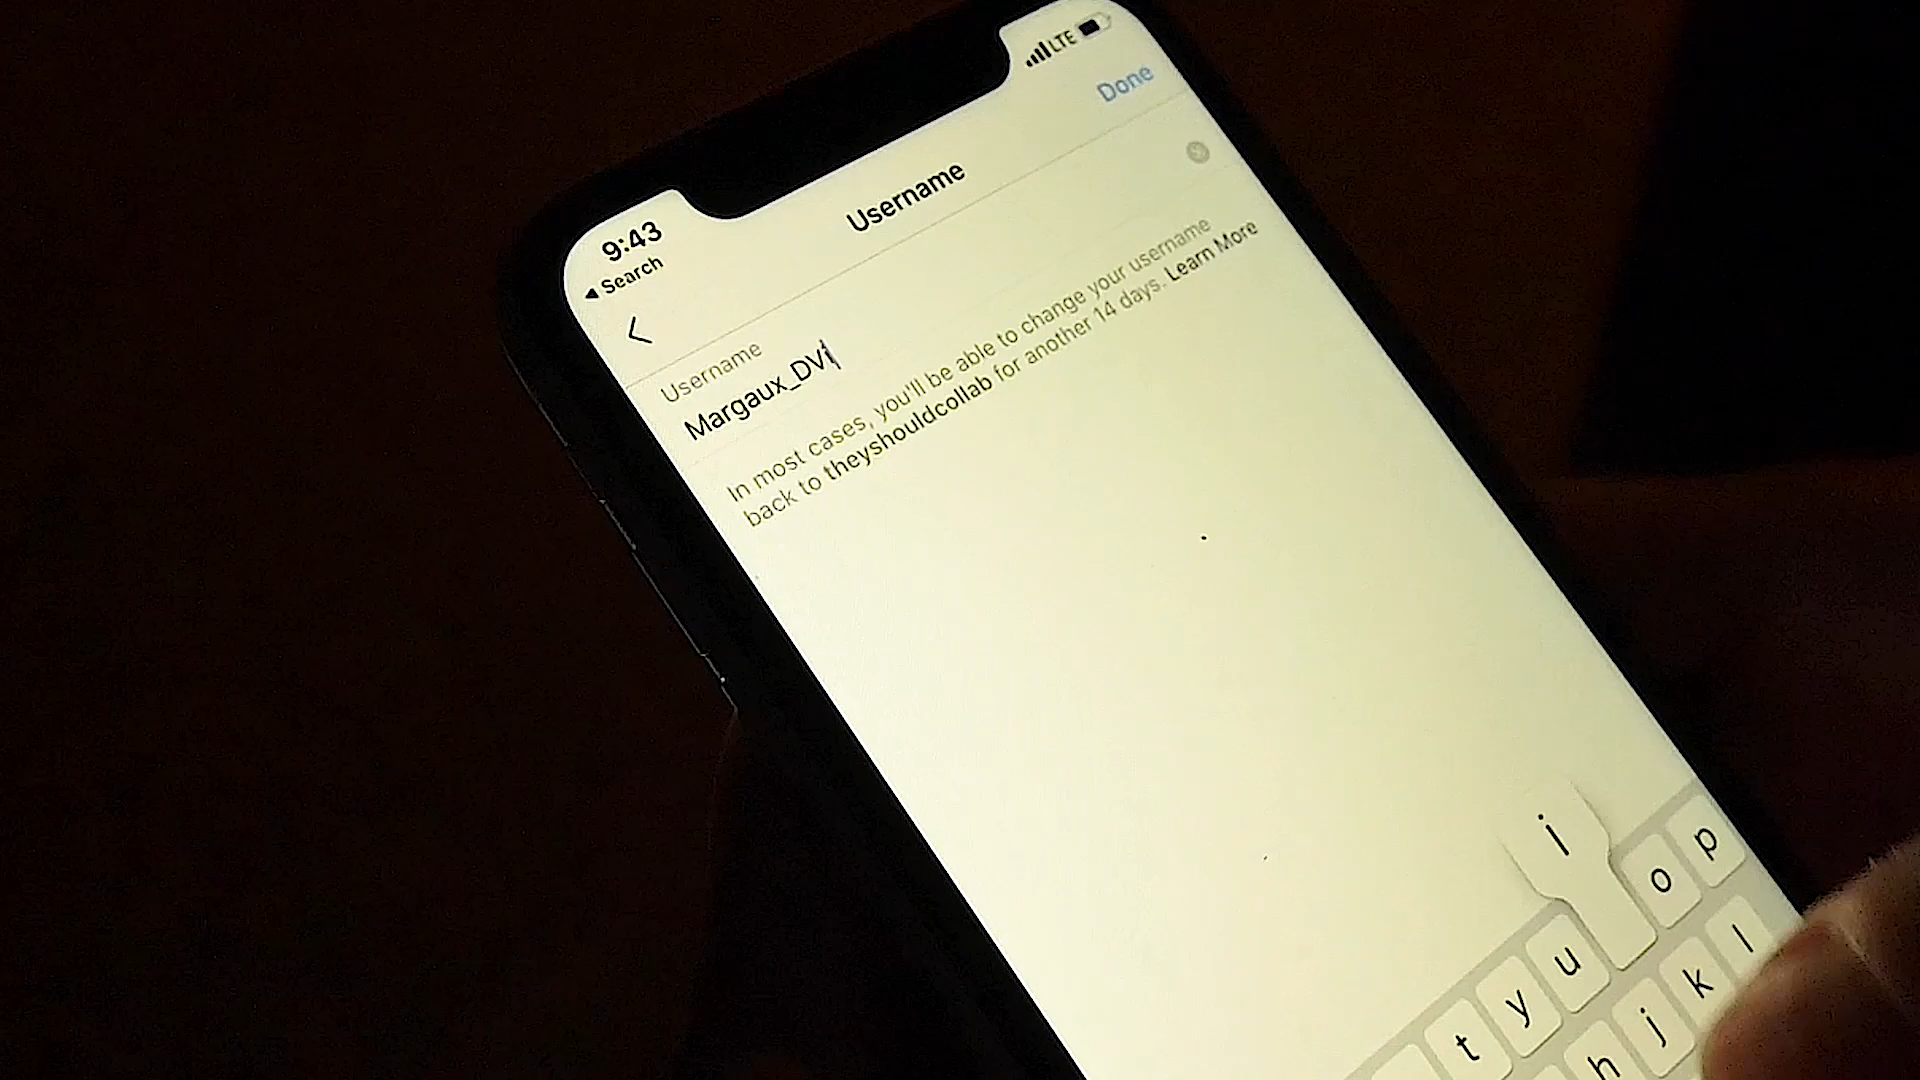 9:43
LTE
Search
Done
Username
Username
Margaux_DVi
In most cases, you'll be able to change your username
back to theyshouldcollab for another 14 days. Learn More
i
t y u o p
h j k l